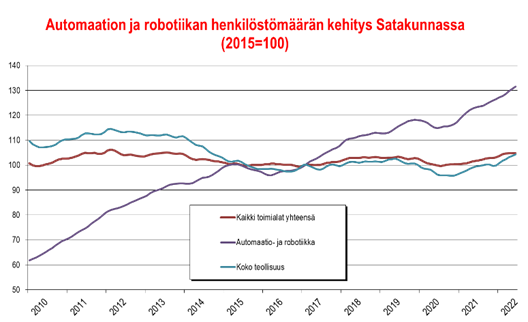 Automaation ja robotiikan henkilöstömäärän kehitys Satakunnassa
(2015=100)
140
130
120
110
100
90
80
70
60
50
Kaikki toimialat yhteensä
Automaatio- ja robotiikka
Koko teollisuus
2010 2011 2012 2013 2014 2015 2016 2017 2018 2019 2020 2021 2022